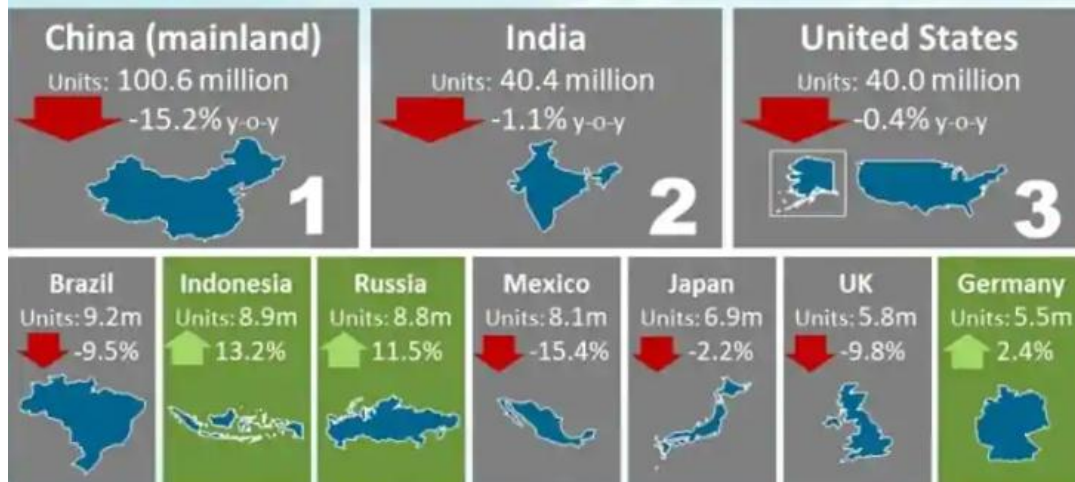 China (mainland)
Units: 100.6 million
-15.2% y-o-y
1
India
Units: 40.4 million
-1.1% y-o-y
2
United States
Units: 40.0 million
-0.4% y-o-y
3
Brazil
Units: 9.2m
-9.5%
Indonesia
Units: 8.9m
13.2%
Russia
Units: 8.8m
11.5%
Mexico
Units: 8.1m
-15.4%
Japan
Units: 6.9m
-2.2%
UK
Units: 5.8m
-9.8%
Germany
Units: 5.5m
2.4%